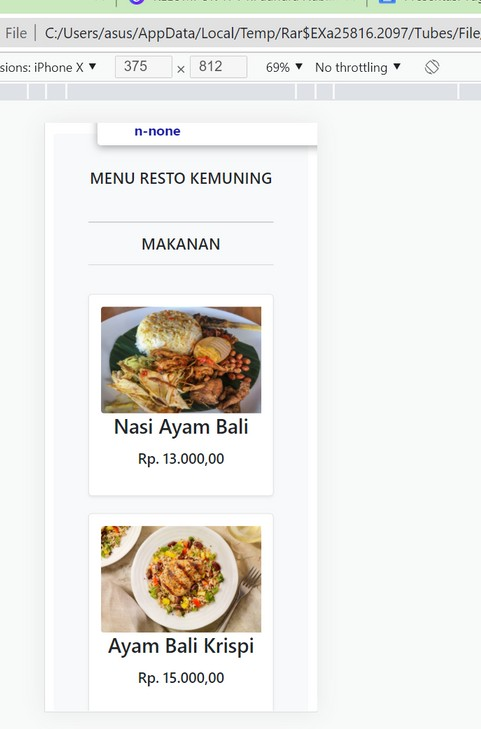 File C:/Users/asus/AppData/Local/Temp/Rar$EXa25816.2097/Tubes/File
sions: iPhone X ▼ 375 × 812 69% ▼ No throttling ▼
n-none
MENU RESTO KEMUNING
MAKANAN
Nasi Ayam Bali
Rp. 13.000,00
Ayam Bali Krispi
Rp. 15.000,00